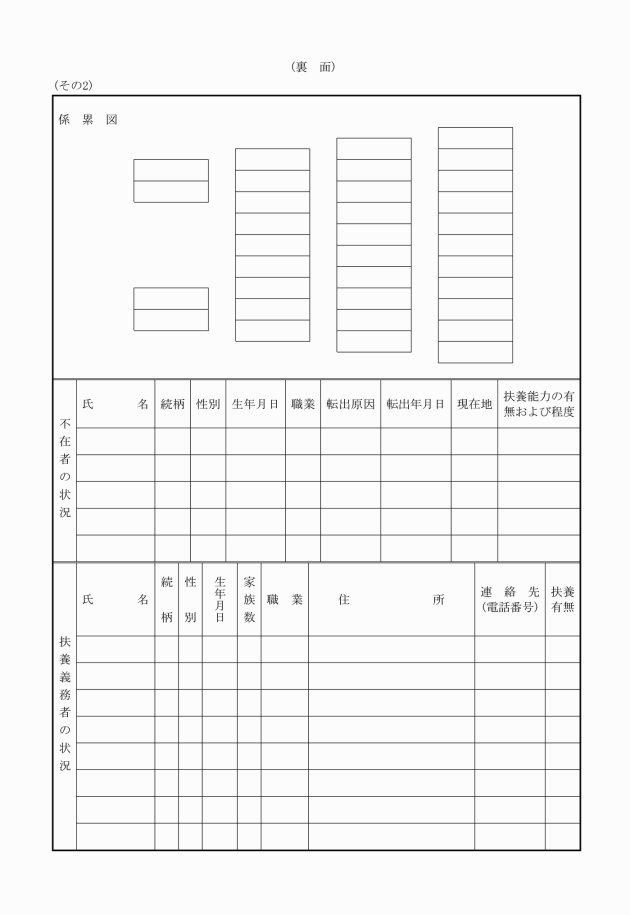 (裏　面)
(その2)
係　累　図
不在者の状況
氏　名
続柄
性別
生年月日
職業
転出原因
転出年月日
現在地
扶養能力の有
無および程度
扶養義務者の状況
氏　名
続柄
性別
生年月日
家族数
職　業
住　所
連　絡　先
(電話番号)
扶養
有無